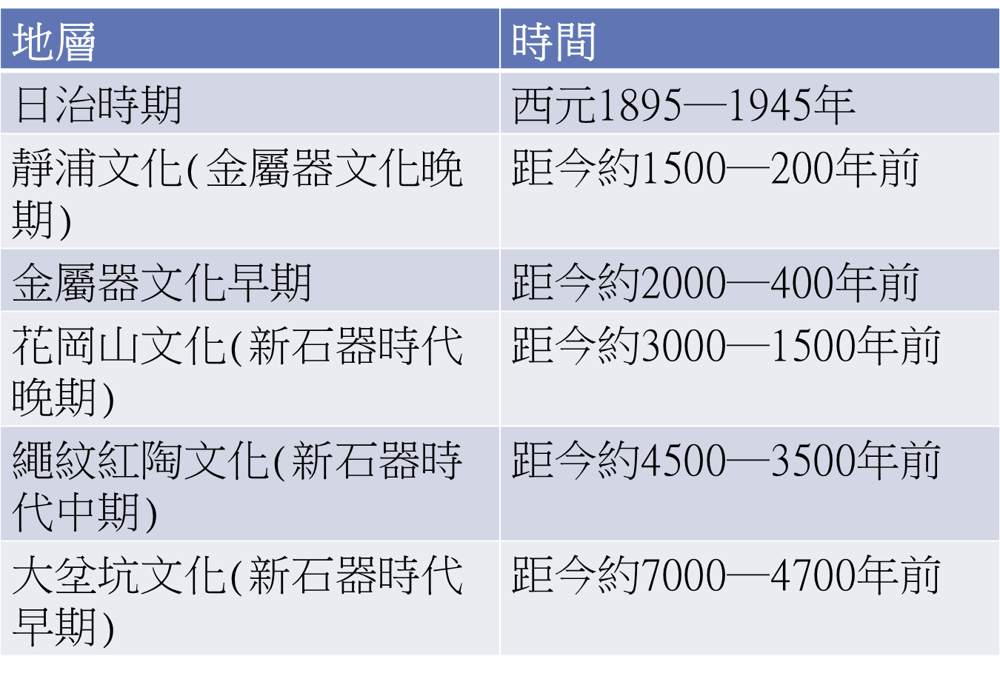 地層
時間
日治時期
西元1895—1945年
靜浦文化(金屬器文化晚
期)
距今約1500—200年前
金屬器文化早期
距今約2000—400年前
花岡山文化(新石器時代
晚期)
距今約3000—1500年前
繩紋紅陶文化(新石器時
代中期)
距今約4500—3500年前
大坌坑文化(新石器時代
早期)
距今約7000—4700年前